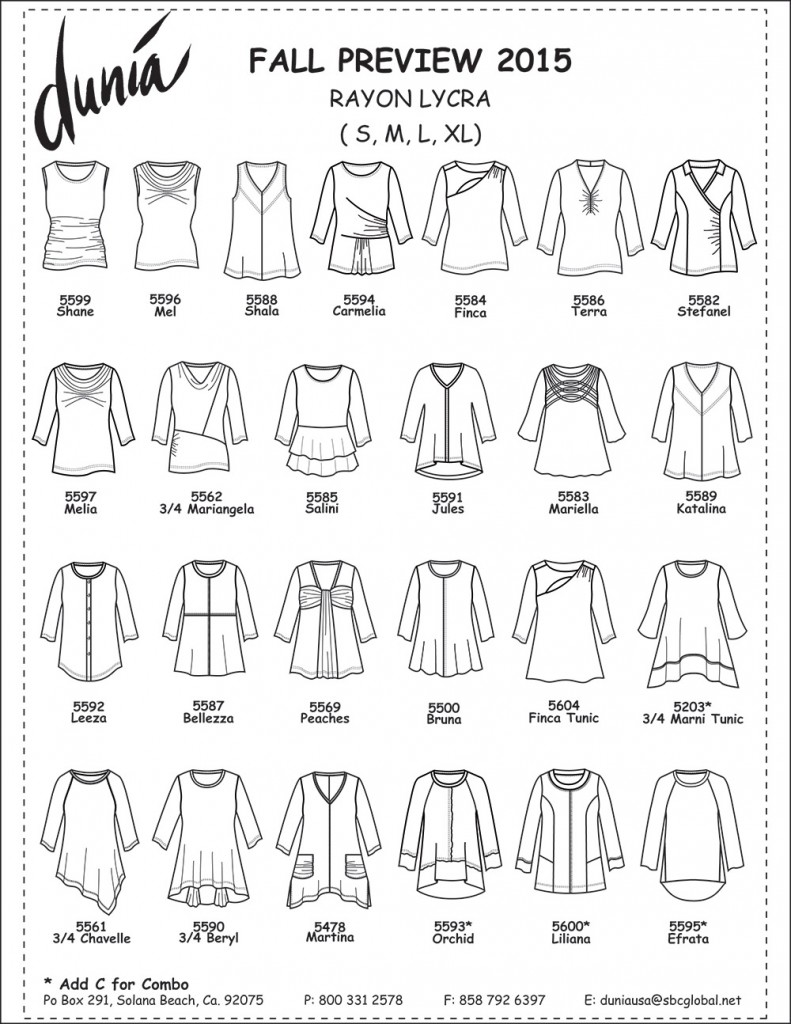 dunia
FALL PREVIEW 2015
RAYON LYCRA
( S, M, L, XL)
5599 5596 5588 5594 5584 5586 5582
Shane Mel Shala Carmelia Finca Terra Stefanel
5597 5562 5585 5591 5583 5589
Melia 3/4 Mariangela Salini Jules Mariella Katalina
5592 5587 5569 5500 5604 5203*
Leeza Bellezza Peaches Bruna Finca Tunic 3/4 Marni Tunic
5561 5590 5478 5593* 5600* 5595*
3/4 Chavelle 3/4 Beryl Martina Orchid Liliana Efrata
* Add C for Combo
Po Box 291, Solana Beach, Ca. 92075 P: 800 331 2578 F: 858 792 6397 E: duniausa@sbcglobal.net